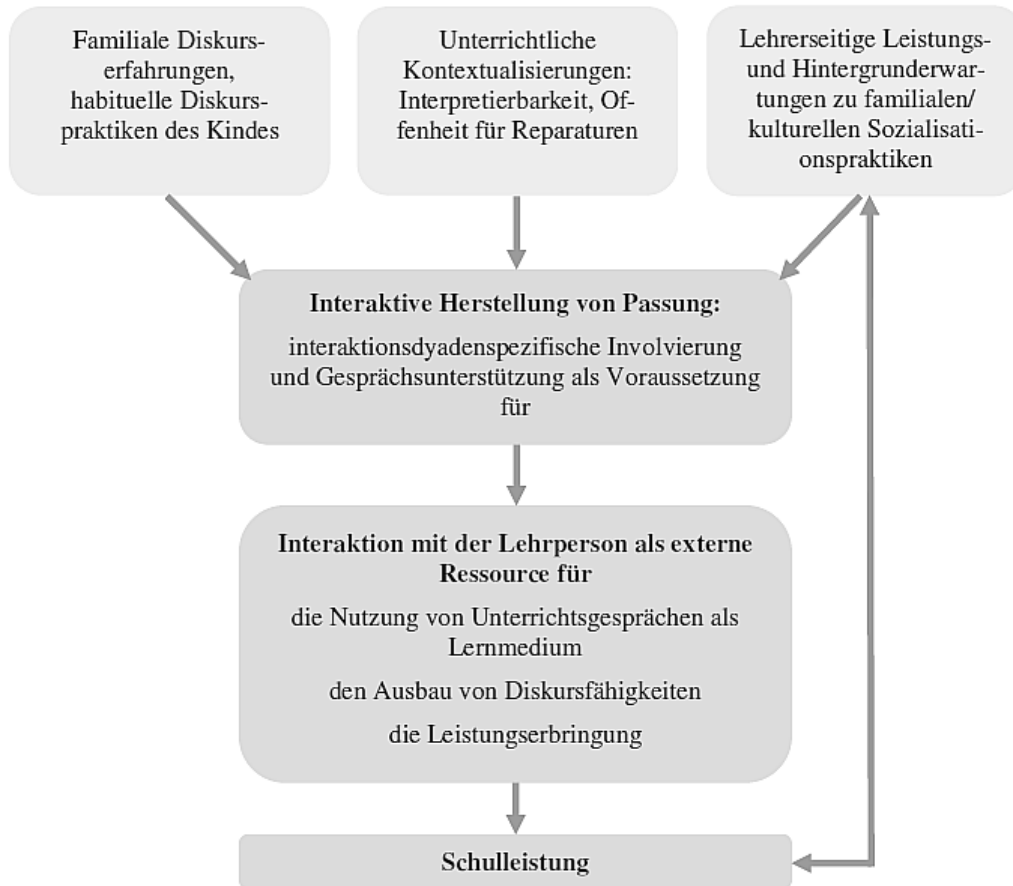 Familiale Diskurs-
erfahrungen,
habituelle Diskurs-
praktiken des Kindes
Unterrichtliche
Kontextualisierungen:
Interpretierbarkeit, Of-
fenheit für Reparaturen
Lehrerseitige Leistungs-
und Hintergrunderwar-
tungen zu familialen/
kulturellen Sozialisati-
onspraktiken
Interaktive Herstellung von Passung:
interaktionsdyadenspezifische Involvierung
und Gesprächsunterstützung als Voraussetzung
für
Interaktion mit der Lehrperson als externe
Ressource für
die Nutzung von Unterrichtsgesprächen als
Lernmedium
den Ausbau von Diskursfähigkeiten
die Leistungserbringung
Schulleistung